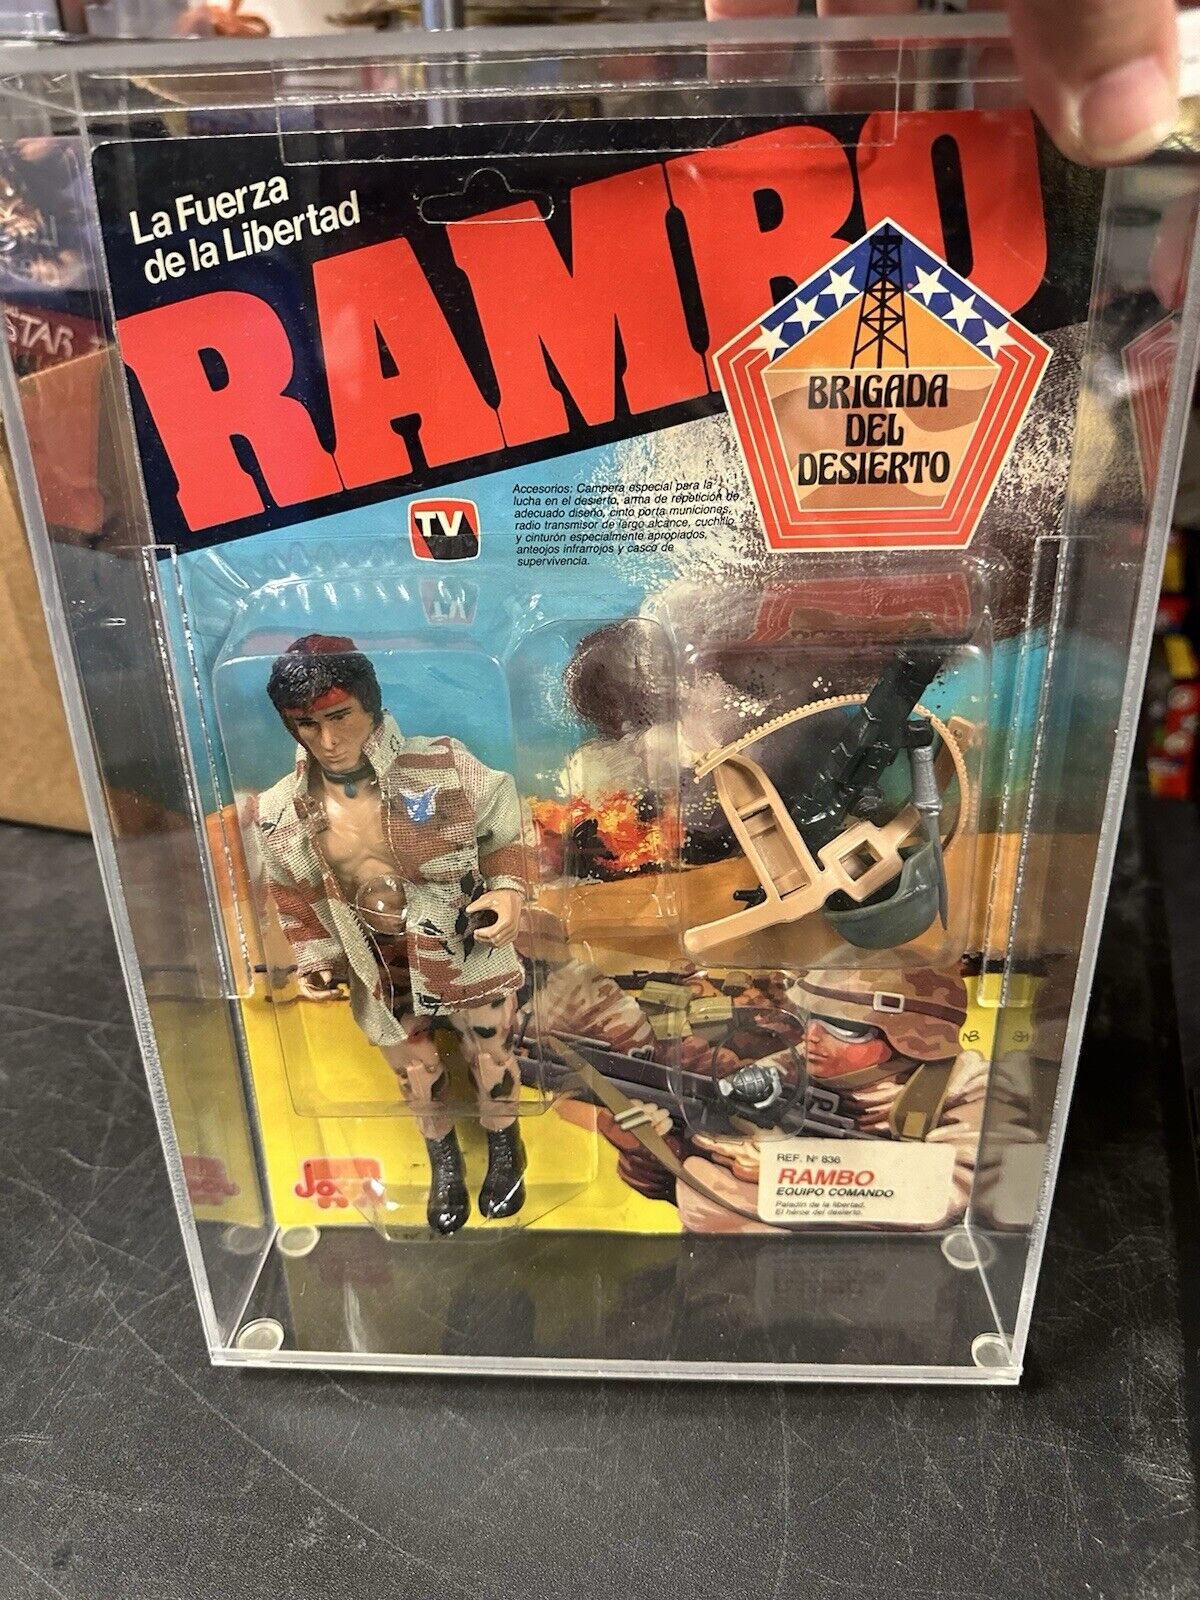 La Fuerza
de la Libertad
RAMBO
BRIGADA
DEL
DESIERTO
TV
Accesorios: Campera especial para la
lucha en el desierto, arma de repetición de
adecuado diseño, cinto porta municiones,
radio transmisor de largo alcance, cuchillo
y cinturón especialmente apropiados,
anteojos infrarrojos y casco de
supervivencia.
STAR
REF. Nº 836
RAMBO
EQUIPO COMANDO
Paladín de la libertad.
El héroe del desierto.